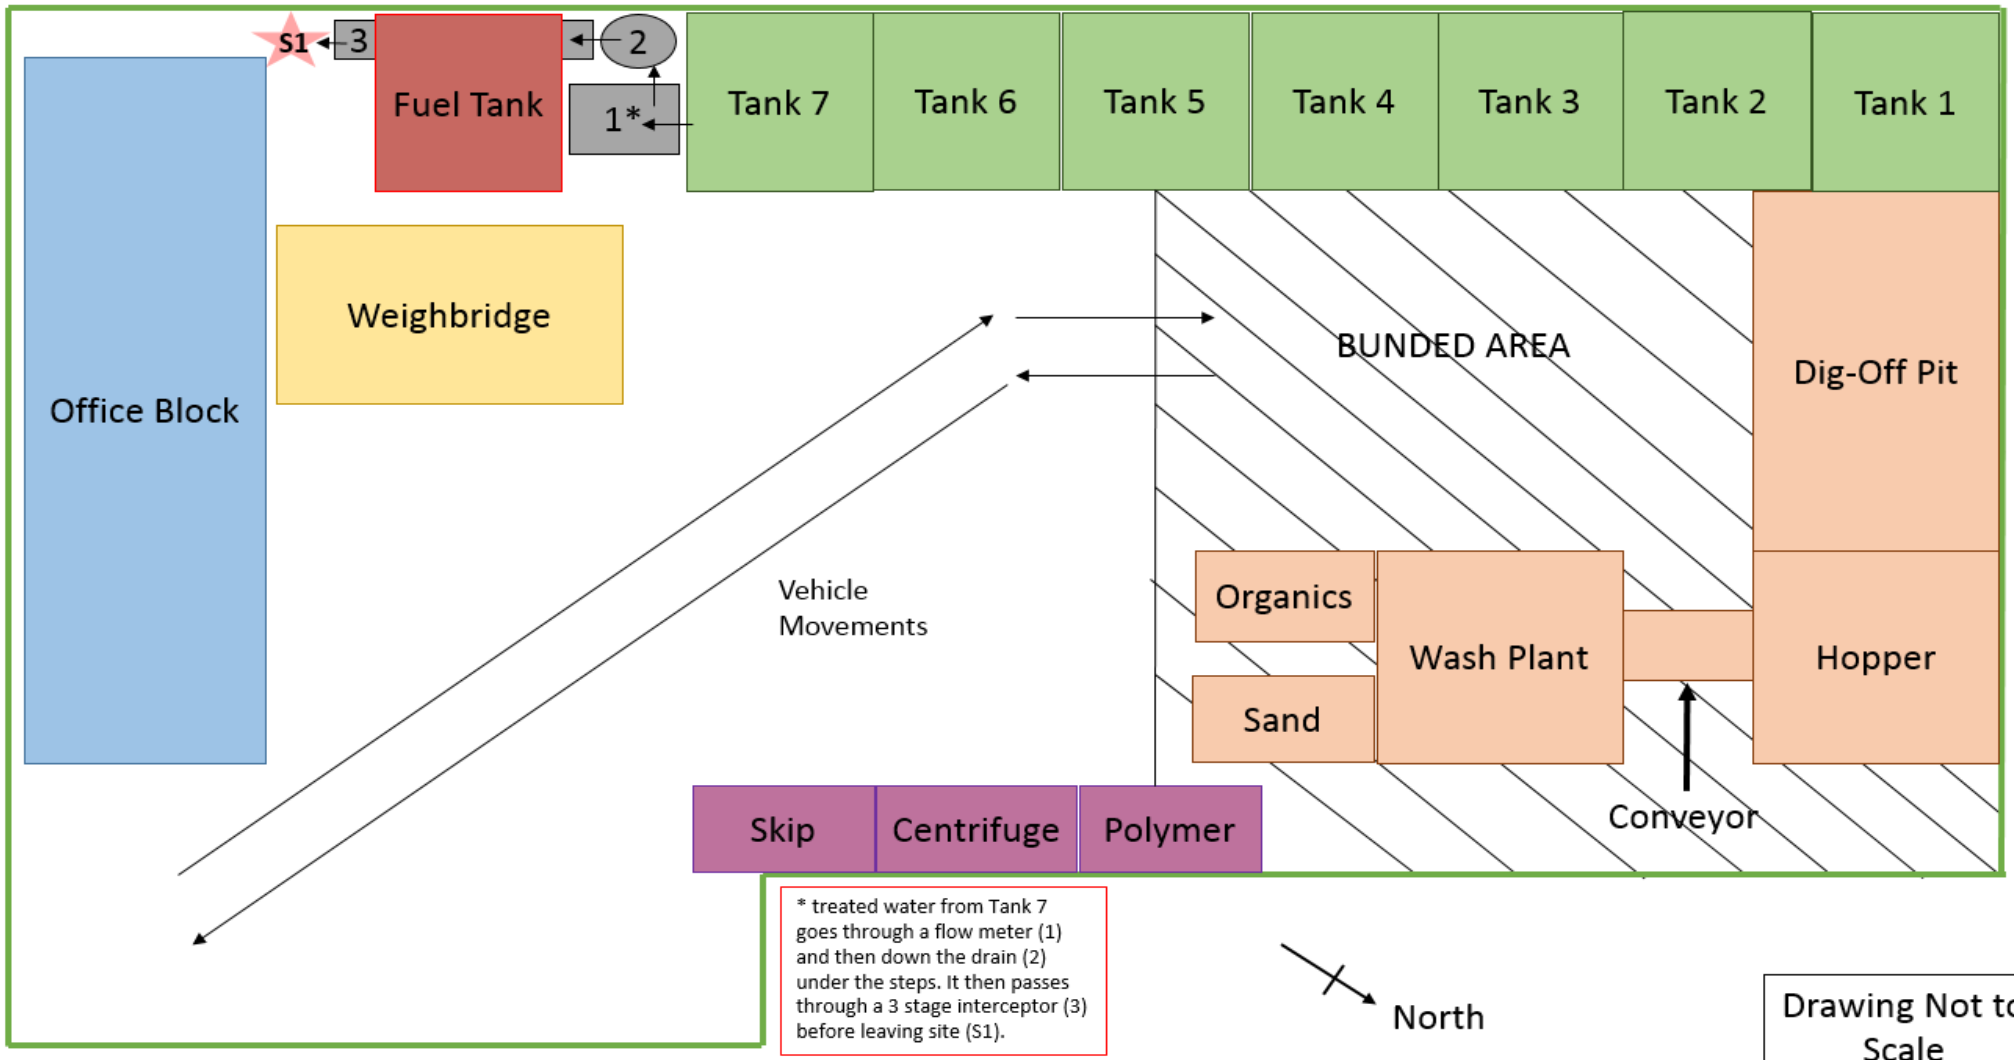 S1
3
2
Fuel Tank
1*
Tank 7
Tank 6
Tank 5
Tank 4
Tank 3
Tank 2
Tank 1
Weighbridge
BUNDED AREA
Dig-Off Pit
Office Block
Vehicle
Movements
Organics
Wash Plant
Hopper
Sand
Conveyor
Skip
Centrifuge
Polymer
* treated water from Tank 7
goes through a flow meter (1)
and then down the drain (2)
under the steps. It then passes
through a 3 stage interceptor (3)
before leaving site (S1).
North
Drawing Not to
Scale